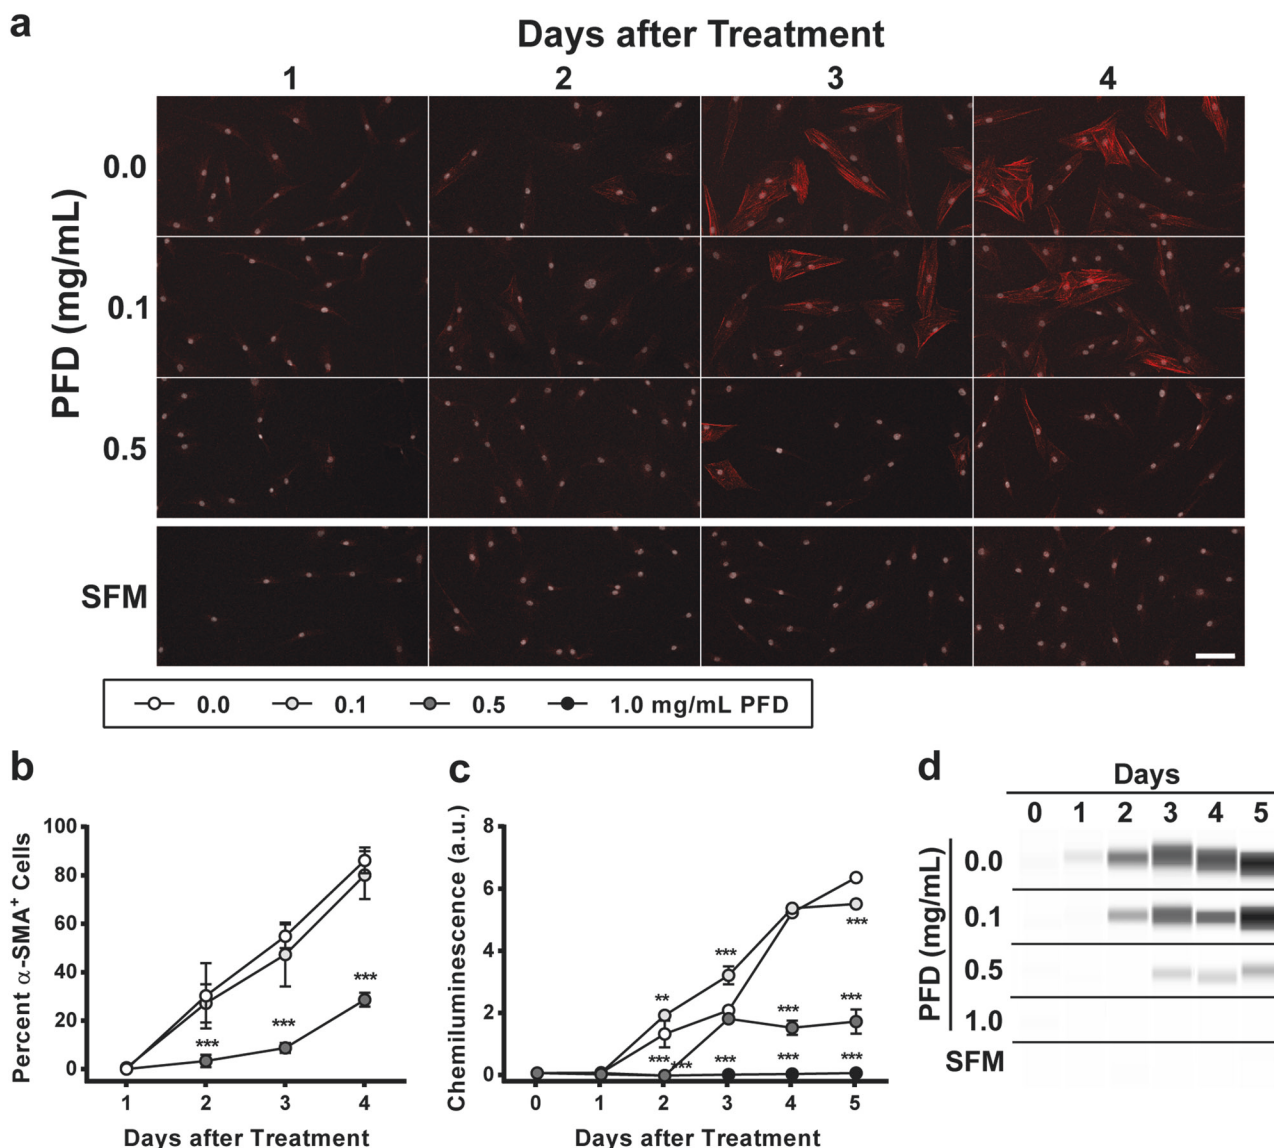 a
Days after Treatment
1 2 3 4
PFD (mg/mL)
0.0
0.1
0.5
SFM
0.0 0.1 0.5 1.0 mg/mL PFD
b
Percent α-SMA+ Cells
100
80
60
40
20
0
***
***
***
1 2 3 4
Days after Treatment
c
Chemiluminescence (a.u.)
8
6
4
2
0
**
***
***
***
***
***
***
***
***
***
0 1 2 3 4 5
Days after Treatment
d
Days
0 1 2 3 4 5
PFD (mg/mL)
0.0
0.1
0.5
1.0
SFM